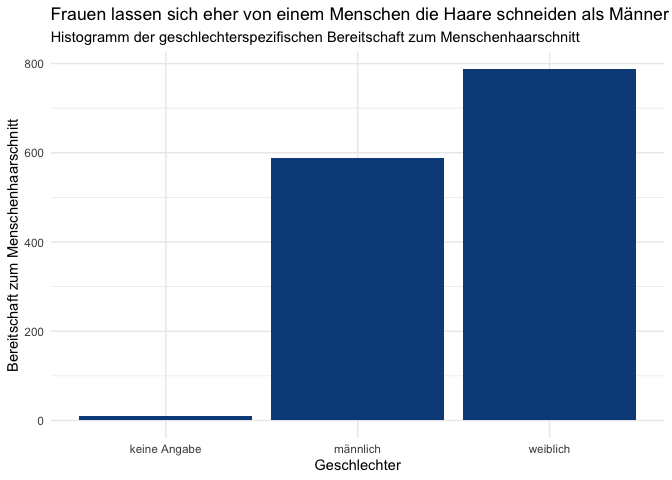 Frauen lassen sich eher von einem Menschen die Haare schneiden als Männer
Histogramm der geschlechterspezifischen Bereitschaft zum Menschenhaarschnitt
Bereitschaft zum Menschenhaarschnitt
800
600
400
200
0
keine Angabe
männlich
weiblich
Geschlechter